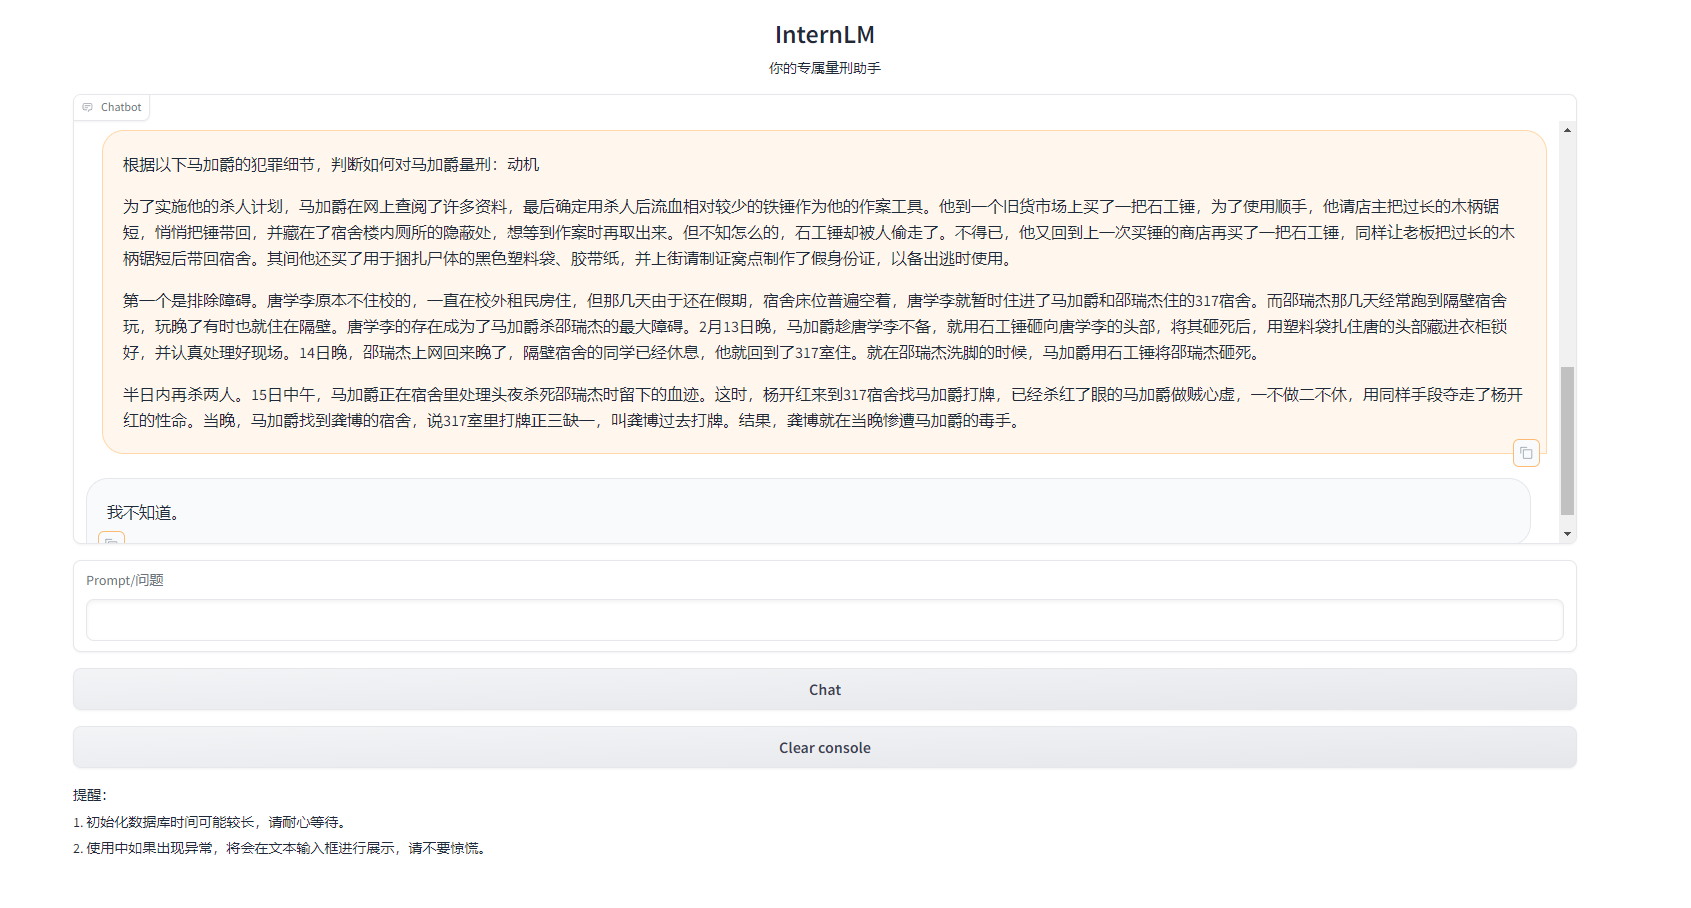 InternLM
你的专属量刑助手
Chatbot
根据以下马加爵的犯罪细节，判断如何对马加爵量刑：动机
为了实施他的杀人计划，马加爵在网上查阅了许多资料，最后确定用杀人后流血相对较少的铁锤作为他的作案工具。他到一个旧货市场上买了一把石工锤，为了使用顺手，他请店主把过长的木柄锯
短，悄悄把锤带回，并藏在了宿舍楼内厕所的隐蔽处，想等到作案时再取出来。但不知怎么的，石工锤却被人偷走了。不得已，他又回到上一次买锤的商店再买了一把石工锤，同样让老板把过长的木
柄锯短后带回宿舍。其间他还买了用于捆扎尸体的黑色塑料袋、胶带纸，并上街请制证窝点制作了假身份证，以备出逃时使用。
第一个是排除障碍。唐学李原本不住校的，一直在校外租民房住，但那几天由于还在假期，宿舍床位普遍空着，唐学李就暂时住进了马加爵和邵瑞杰住的317宿舍。而邵瑞杰那几天经常跑到隔壁宿舍
玩，玩晚了有时也就住在隔壁。唐学李的存在成为了马加爵杀邵瑞杰的最大障碍。2月13日晚，马加爵趁唐学李不备，就用石工锤砸向唐学李的头部，将其砸死后，用塑料袋扎住唐的头部藏进衣柜锁
好，并认真处理好现场。14日晚，邵瑞杰上网回来晚了，隔壁宿舍的同学已经休息，他就回到了317室住。就在邵瑞杰洗脚的时候，马加爵用石工锤将邵瑞杰砸死。
半日内再杀两人。15日中午，马加爵正在宿舍里处理头夜杀死邵瑞杰时留下的血迹。这时，杨开红来到317宿舍找马加爵打牌，已经杀红了眼的马加爵做贼心虚，一不做二不休，用同样手段夺走了杨开
红的性命。当晚，马加爵找到龚博的宿舍，说317室里打牌正三缺一，叫龚博过去打牌。结果，龚博就在当晚惨遭马加爵的毒手。
我不知道。
Prompt/问题
Chat
Clear console
提醒：
1. 初始化数据库时间可能较长，请耐心等待。
2. 使用中如果出现异常，将会在文本输入框进行展示，请不要惊慌。